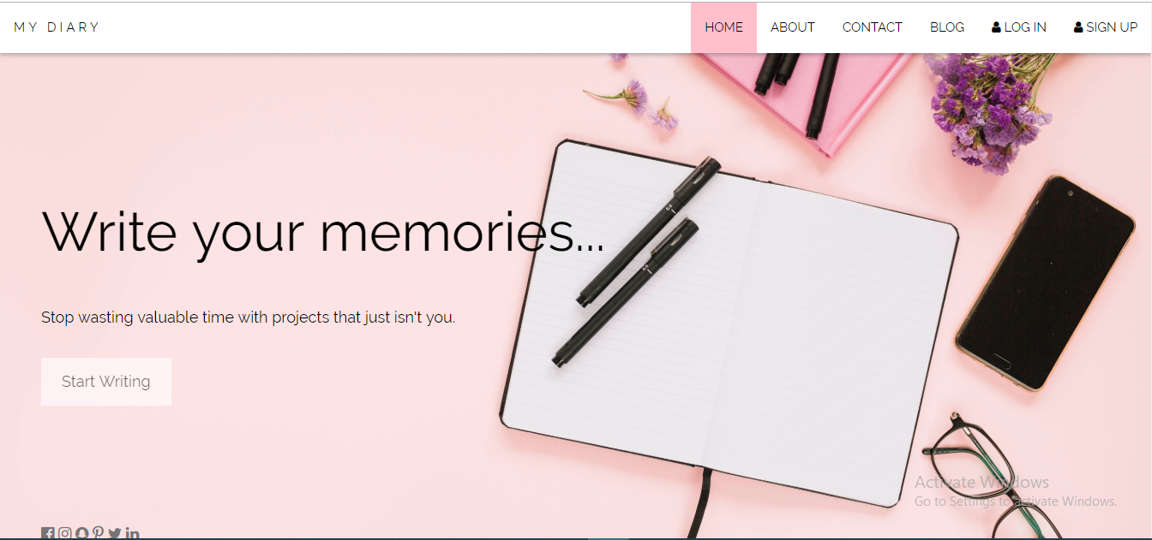 MY DIARY
HOME ABOUT CONTACT BLOG LOG IN SIGN UP
Write your memories...
Stop wasting valuable time with projects that just isn't you.
Start Writing
Activate Windows
Go to Settings to activate Windows.